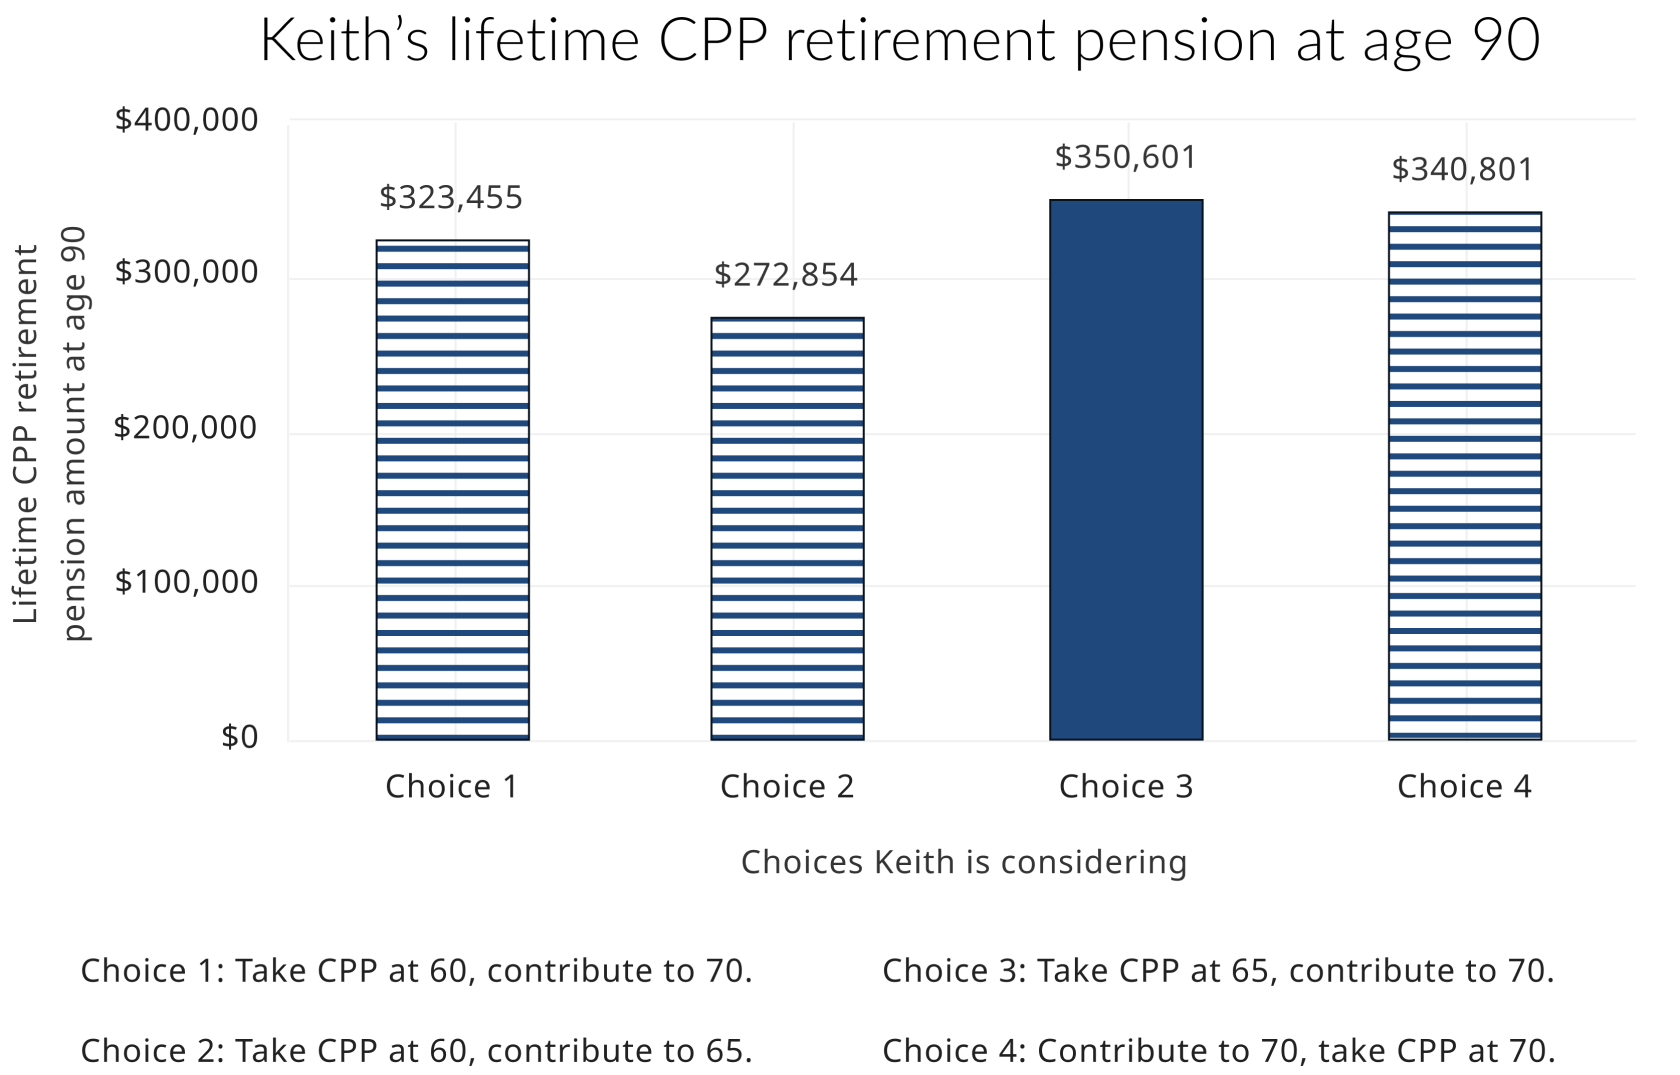 Keith’s lifetime CPP retirement pension at age 90
Lifetime CPP retirement
pension amount at age 90
$400,000
$300,000
$200,000
$100,000
$0
$323,455
$272,854
$350,601
$340,801
Choice 1
Choice 2
Choice 3
Choice 4
Choices Keith is considering
Choice 1: Take CPP at 60, contribute to 70.
Choice 2: Take CPP at 60, contribute to 65.
Choice 3: Take CPP at 65, contribute to 70.
Choice 4: Contribute to 70, take CPP at 70.